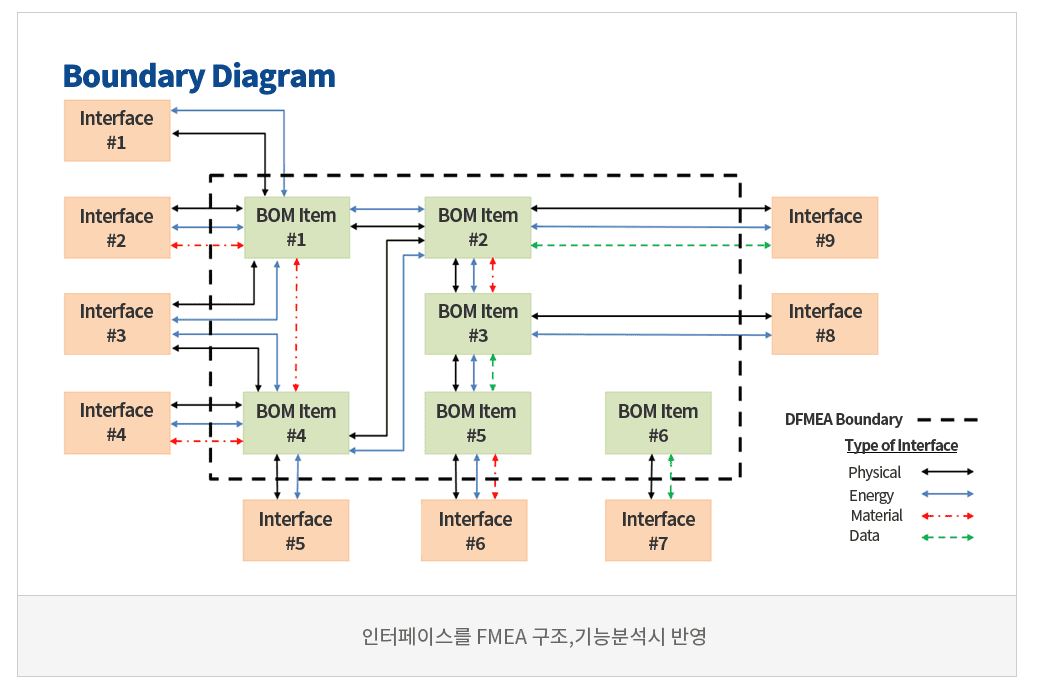 Boundary Diagram
Interface
#1
Interface
#2
BOM Item
#1
BOM Item
#2
Interface
#9
Interface
#3
BOM Item
#3
Interface
#8
Interface
#4
BOM Item
#4
BOM Item
#5
BOM Item
#6
DFMEA Boundary
Type of Interface
Physical
Energy
Material
Data
Interface
#5
Interface
#6
Interface
#7
인터페이스를 FMEA 구조,기능분석시 반영